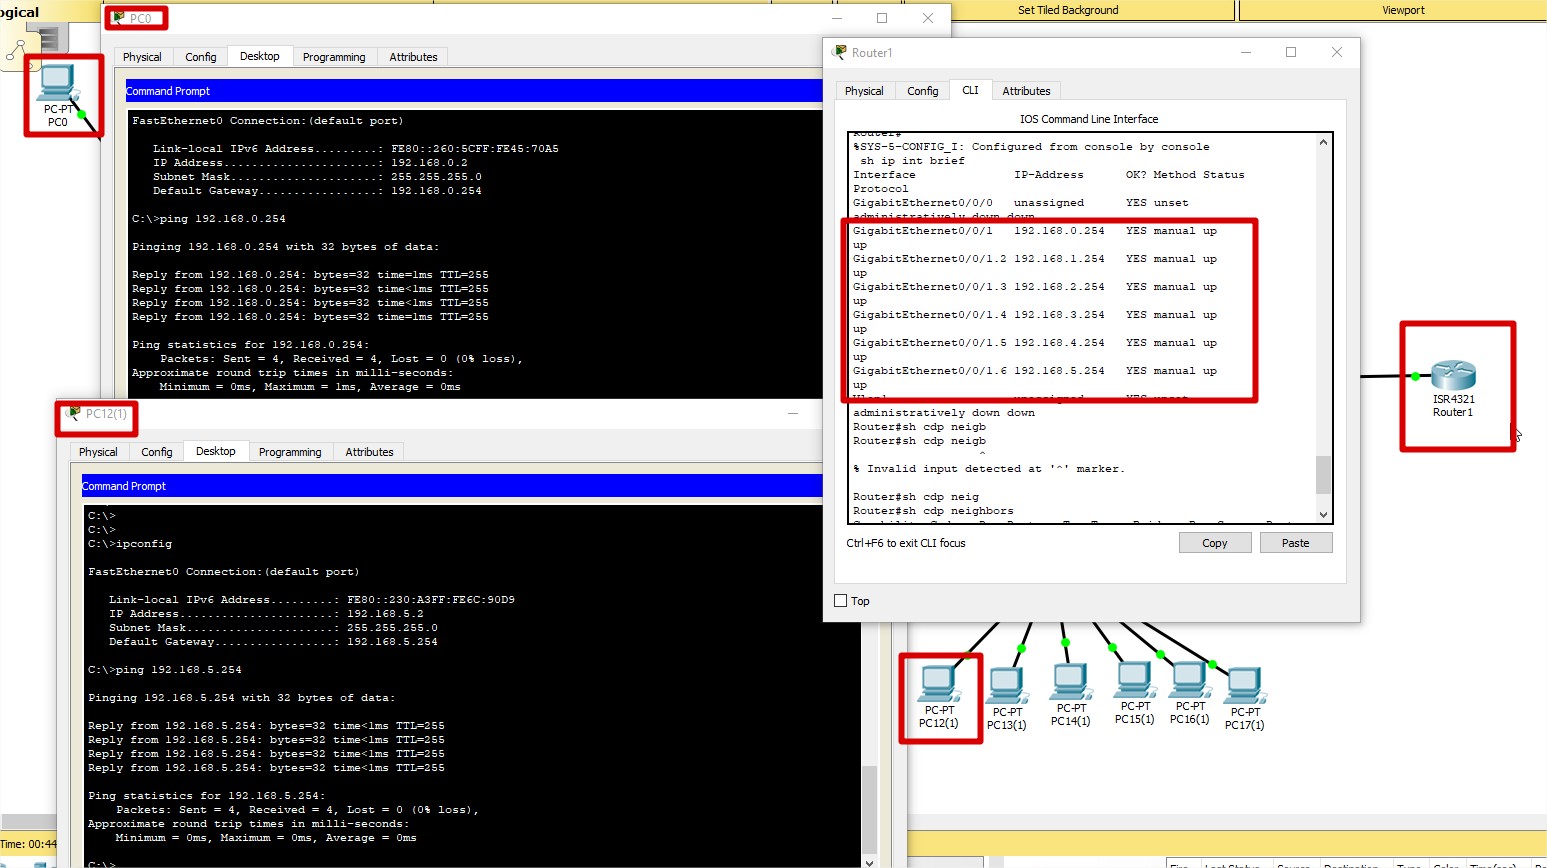 ogical
Set Tiled Background
Viewport
PC-PT
PC0
PC0
Physical
Config
Desktop
Programming
Attributes
Command Prompt
FastEthernet0 Connection:(default port)
Link-local IPv6 Address.........: FE80::260:5CFF:FE45:70A5
IP Address......................: 192.168.0.2
Subnet Mask.....................: 255.255.255.0
Default Gateway.................: 192.168.0.254
C:\>ping 192.168.0.254
Pinging 192.168.0.254 with 32 bytes of data:
Reply from 192.168.0.254: bytes=32 time=1ms TTL=255
Reply from 192.168.0.254: bytes=32 time<1ms TTL=255
Reply from 192.168.0.254: bytes=32 time<1ms TTL=255
Reply from 192.168.0.254: bytes=32 time<1ms TTL=255
Ping statistics for 192.168.0.254:
Packets: Sent = 4, Received = 4, Lost = 0 (0% loss),
Approximate round trip times in milli-seconds:
Minimum = 0ms, Maximum = 1ms, Average = 0ms
Router1
Physical
Config
CLI
Attributes
IOS Command Line Interface
Router#
%SYS-5-CONFIG_I: Configured from console by console
sh ip int brief
Interface IP-Address OK? Method Status
Protocol
GigabitEthernet0/0/0 unassigned YES unset
administratively down down
GigabitEthernet0/0/1 192.168.0.254 YES manual up
up
GigabitEthernet0/0/1.2 192.168.1.254 YES manual up
up
GigabitEthernet0/0/1.3 192.168.2.254 YES manual up
up
GigabitEthernet0/0/1.4 192.168.3.254 YES manual up
up
GigabitEthernet0/0/1.5 192.168.4.254 YES manual up
up
GigabitEthernet0/0/1.6 192.168.5.254 YES manual up
up
unassigned YES unset
administratively down down
Router#sh cdp neigb
Router#sh cdp neigb
^
% Invalid input detected at '^' marker.
Router#sh cdp neig
Router#sh cdp neighbors
Ctrl+F6 to exit CLI focus
Copy
Paste
Top
ISR4321
Router1
PC12(1)
Physical
Config
Desktop
Programming
Attributes
Command Prompt
C:\>
C:\>
C:\>ipconfig
FastEthernet0 Connection:(default port)
Link-local IPv6 Address.........: FE80::230:A3FF:FE6C:90D9
IP Address......................: 192.168.5.2
Subnet Mask.....................: 255.255.255.0
Default Gateway.................: 192.168.5.254
C:\>ping 192.168.5.254
Pinging 192.168.5.254 with 32 bytes of data:
Reply from 192.168.5.254: bytes=32 time<1ms TTL=255
Reply from 192.168.5.254: bytes=32 time<1ms TTL=255
Reply from 192.168.5.254: bytes=32 time<1ms TTL=255
Reply from 192.168.5.254: bytes=32 time<1ms TTL=255
Ping statistics for 192.168.5.254:
Packets: Sent = 4, Received = 4, Lost = 0 (0% loss),
Approximate round trip times in milli-seconds:
Minimum = 0ms, Maximum = 0ms, Average = 0ms
C:\>
PC-PT
PC12(1)
PC-PT
PC13(1)
PC-PT
PC14(1)
PC-PT
PC15(1)
PC-PT
PC16(1)
PC-PT
PC17(1)
Time: 00:44